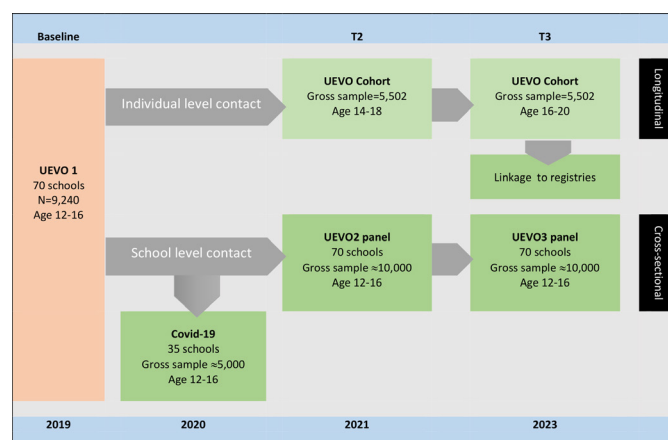 Baseline
T2
T3
UEVO 1
70 schools
N=9,240
Age 12-16
Individual level contact
UEVO Cohort
Gross sample=5,502
Age 14-18
UEVO Cohort
Gross sample=5,502
Age 16-20
Longitudinal
Linkage to registries
School level contact
UEVO2 panel
70 schools
Gross sample ≈10,000
Age 12-16
UEVO3 panel
70 schools
Gross sample ≈10,000
Age 12-16
Cross-sectional
Covid-19
35 schools
Gross sample ≈5,000
Age 12-16
2019
2020
2021
2023